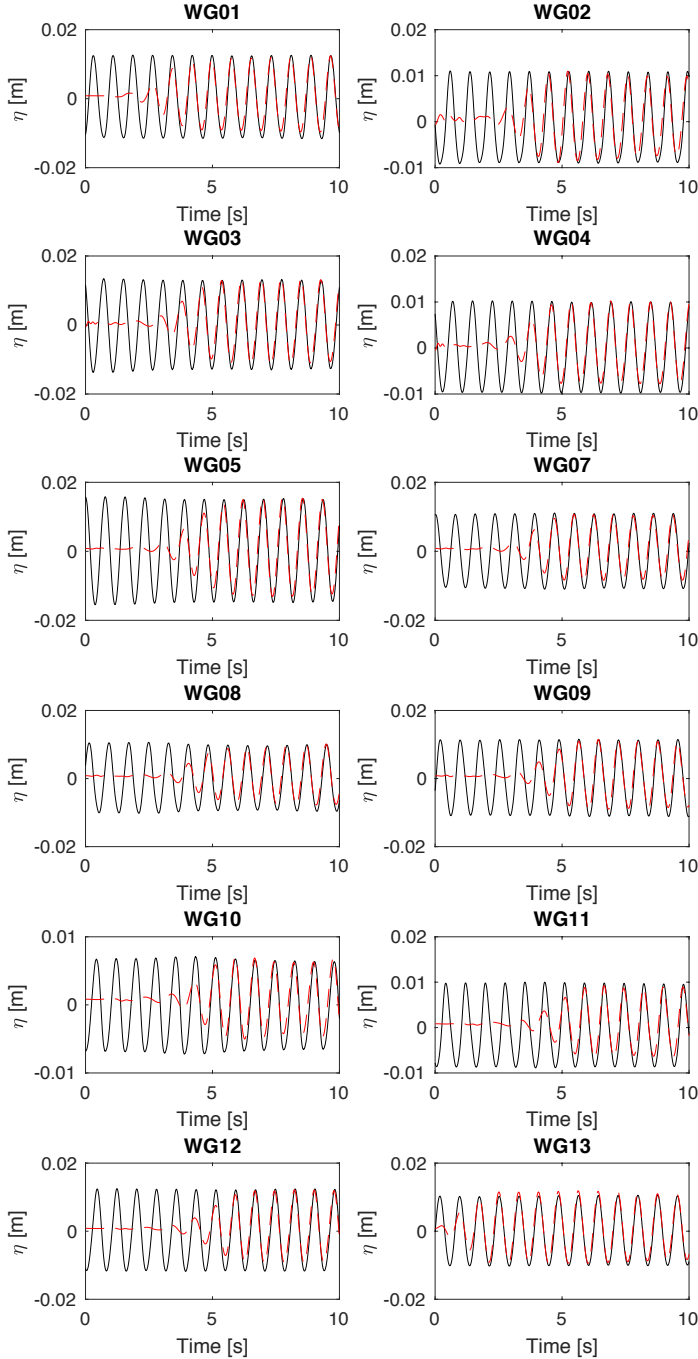 WG01 WG02
0.02 0.02
η [m] 0 η [m] 0.01
0
-0.02 -0.01
0 5 10 0 5 10
Time [s] Time [s]
WG03 WG04
0.02 0.02
η [m] 0 η [m] 0.01
0
-0.02 -0.01
0 5 10 0 5 10
Time [s] Time [s]
WG05 WG07
0.02 0.02
η [m] 0 η [m] 0
-0.02 -0.02
0 5 10 0 5 10
Time [s] Time [s]
WG08 WG09
0.02 0.02
η [m] 0 η [m] 0
-0.02 -0.02
0 5 10 0 5 10
Time [s] Time [s]
WG10 WG11
0.01 0.02
η [m] 0 η [m] 0.01
0
-0.01 -0.01
0 5 10 0 5 10
Time [s] Time [s]
WG12 WG13
0.02 0.02
η [m] 0 η [m] 0
-0.02 -0.02
0 5 10 0 5 10
Time [s] Time [s]